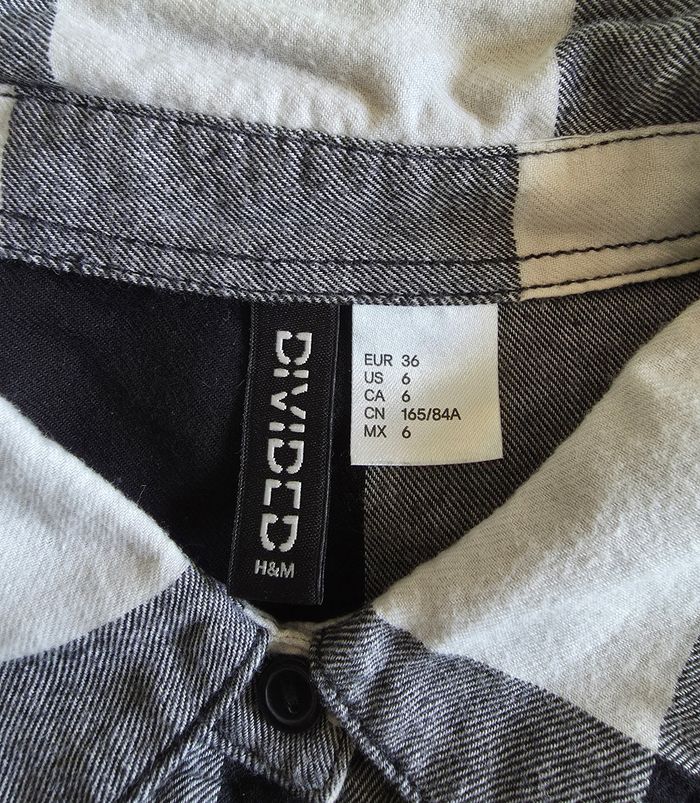 DIVIDED
H&M
EUR 36
US 6
CA 6
CN 165/84A
MX 6